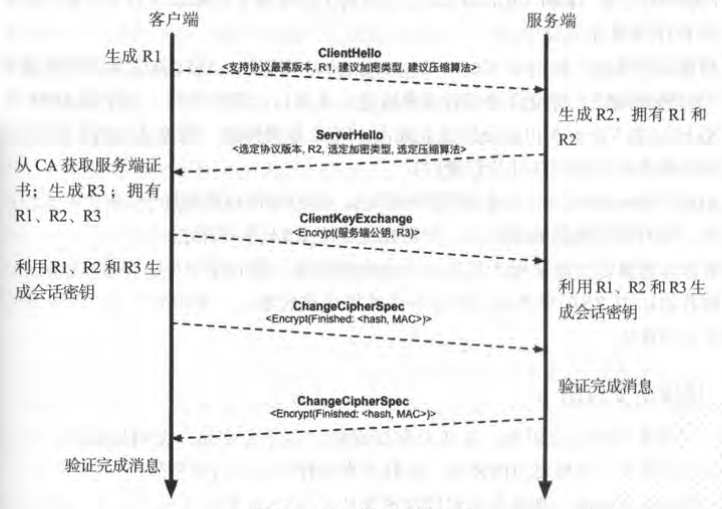 客户端
服务端
生成 R1
ClientHello
<支持协议最高版本, R1, 建议加密类型, 建议压缩算法>
生成 R2，拥有 R1 和
R2
ServerHello
<选定协议版本, R2, 选定加密类型, 选定压缩算法>
从 CA 获取服务端证
书；生成 R3；拥有
R1、R2、R3
ClientKeyExchange
<Encrypt(服务端公钥, R3)>
利用 R1、R2 和 R3 生
成会话密钥
利用 R1、R2 和 R3 生
成会话密钥
ChangeCipherSpec
<Encrypt(Finished: <hash, MAC>)>
验证完成消息
ChangeCipherSpec
<Encrypt(Finished: <hash, MAC>)>
验证完成消息